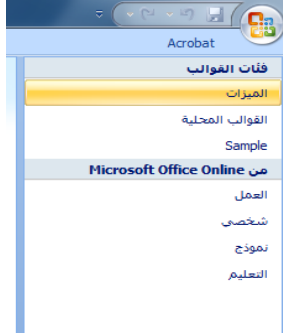 Acrobat
فئات القوالب
الميزات
القوالب المحلية
Sample
من Microsoft Office Online
العمل
شخصي
نموذج
التعليم